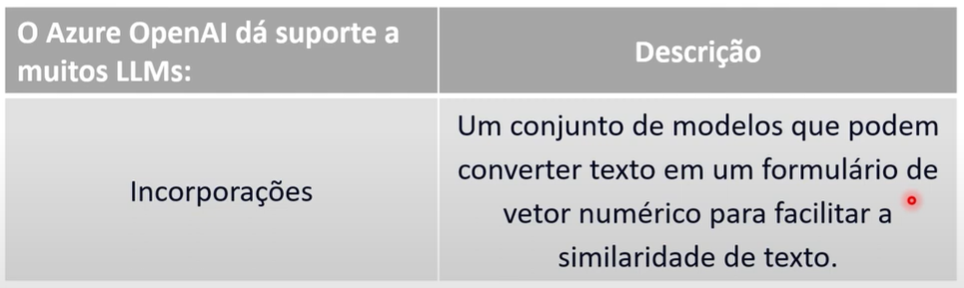 O Azure OpenAI dá suporte a
muitos LLMs:
Descrição
Incorporações
Um conjunto de modelos que podem
converter texto em um formulário de
vetor numérico para facilitar a
similaridade de texto.